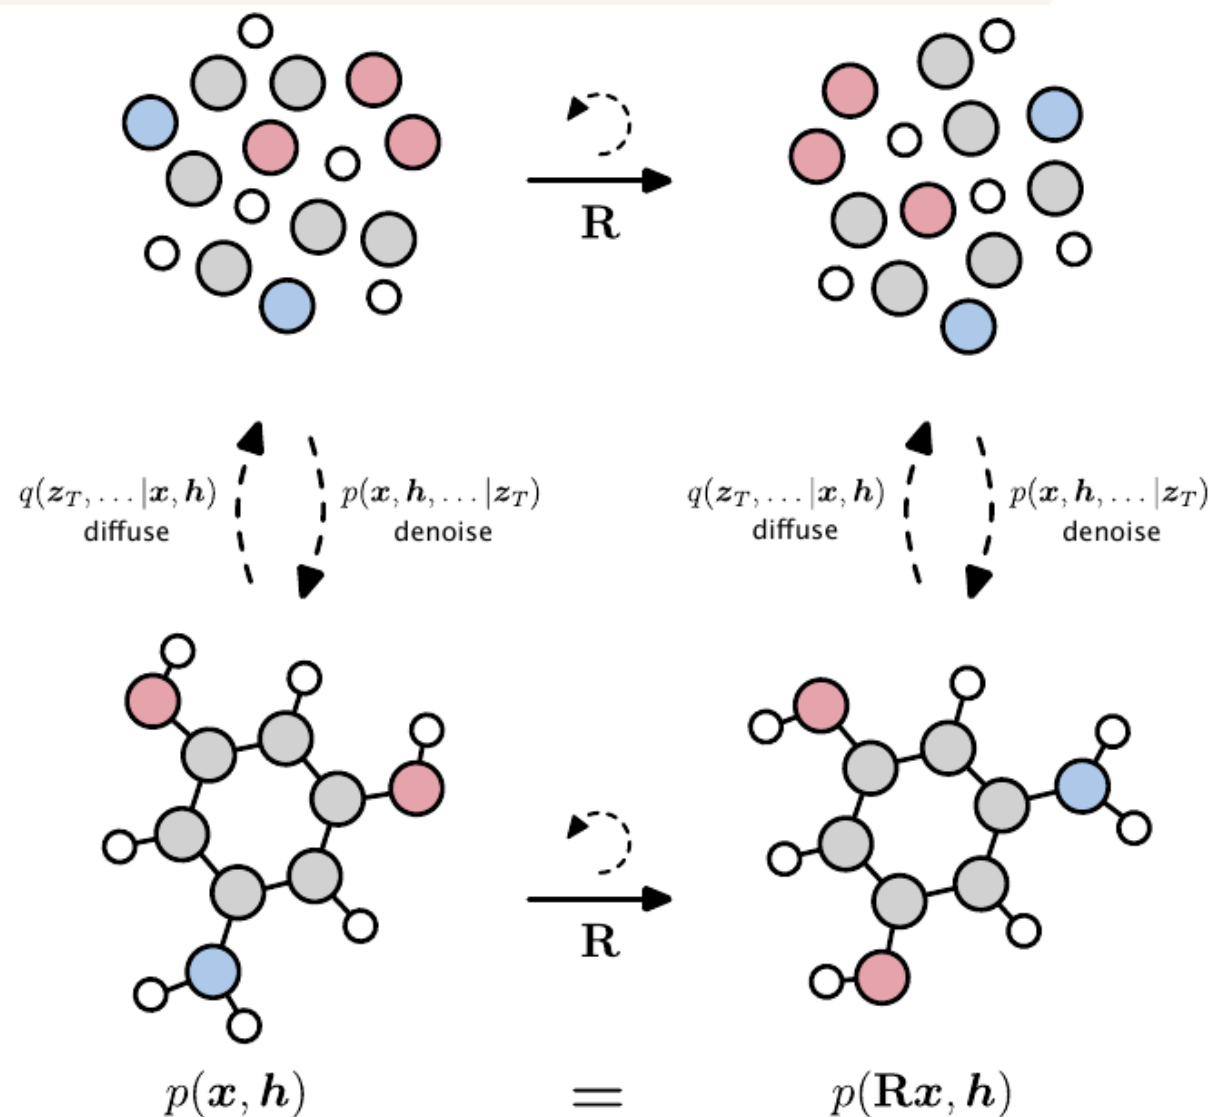 R
q(z_T, ... |x, h)
diffuse
p(x, h, ... |z_T)
denoise
q(z_T, ... |x, h)
diffuse
p(x, h, ... |z_T)
denoise
R
p(x, h) = p(Rx, h)